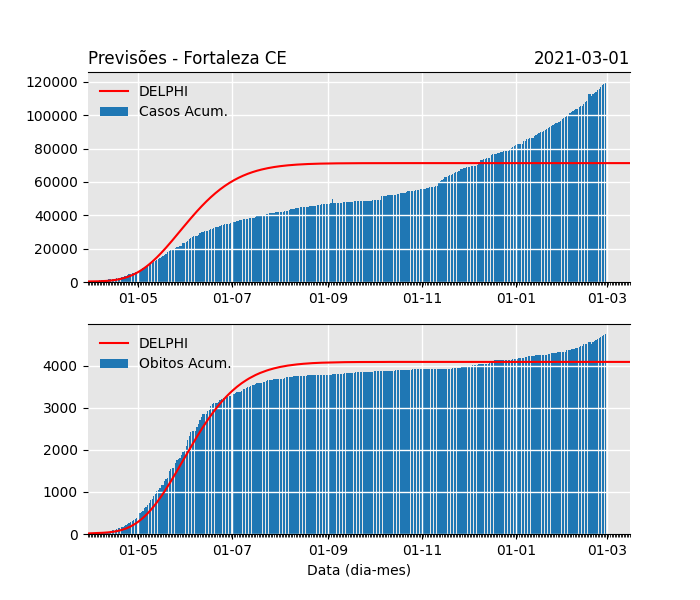 Previsões - Fortaleza CE 2021-03-01
120000
100000
80000
60000
40000
20000
0
DELPHI
Casos Acum.
01-05 01-07 01-09 01-11 01-01 01-03
4000
3000
2000
1000
0
DELPHI
Obitos Acum.
01-05 01-07 01-09 01-11 01-01 01-03
Data (dia-mes)